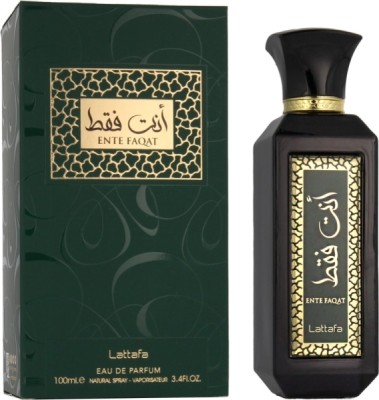 أنت فقط
ENTE FAQAT
Lattafa
EAU DE PARFUM
100ml.e NATURAL SPRAY - VAPORISATEUR 3.4FL.OZ.
أنت فقط
ENTE FAQAT
Lattafa